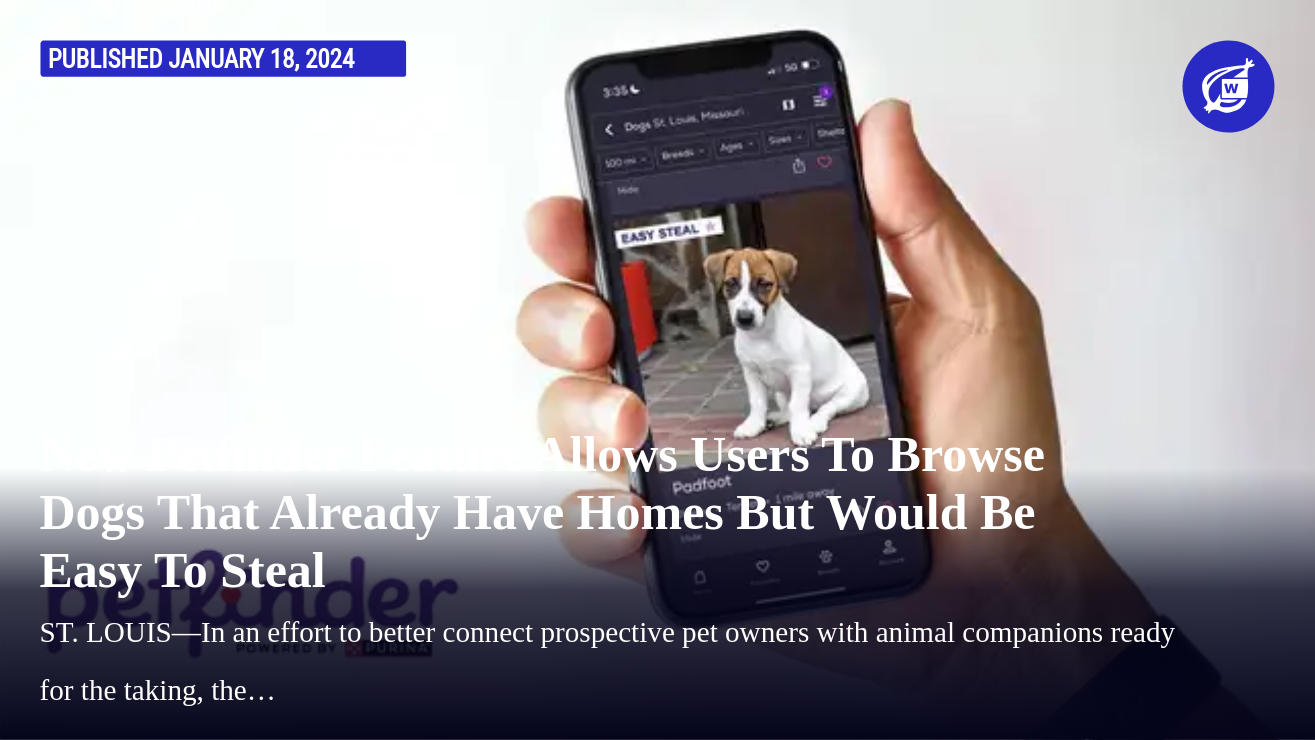 PUBLISHED JANUARY 18, 2024
W
3:35
5G
Dogs St. Louis, Missouri
100 mi
Breeds
Ages
Sizes
Hide
EASY STEAL
Allows Users To Browse
Padfoot
1 mile away
Dogs That Already Have Homes But Would Be
Hide
Easy To Steal
petfinder
ST. LOUIS—In an effort to better connect prospective pet owners with animal companions ready
POWERED BY PURINA
for the taking, the…